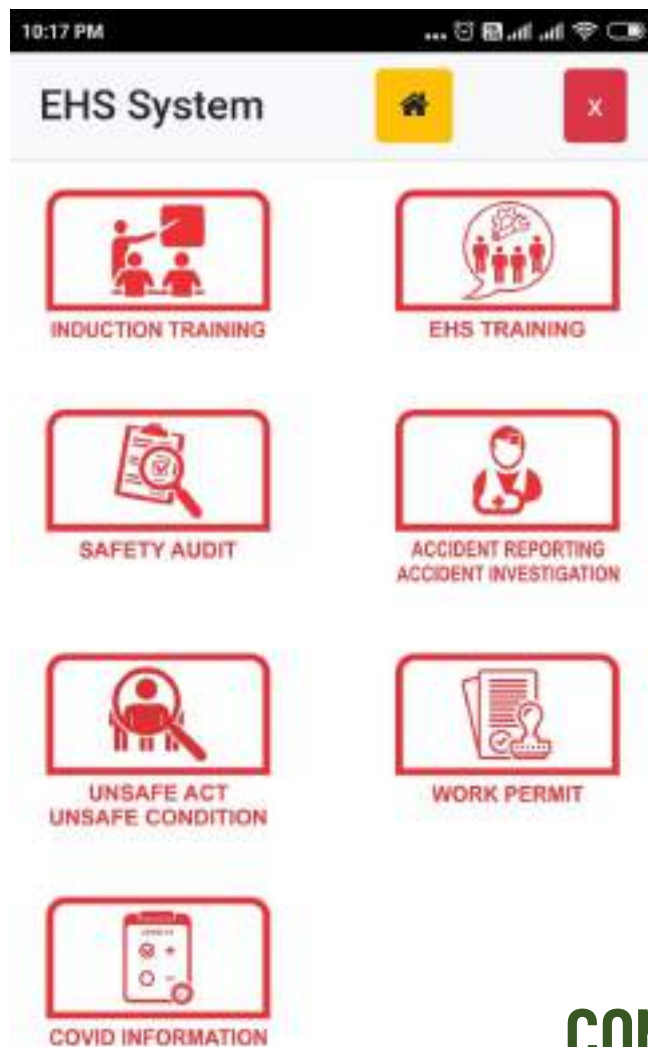 10:17 PM
EHS System
X
INDUCTION TRAINING
EHS TRAINING
SAFETY AUDIT
ACCIDENT REPORTING
ACCIDENT INVESTIGATION
UNSAFE ACT
UNSAFE CONDITION
WORK PERMIT
COVID INFORMATION